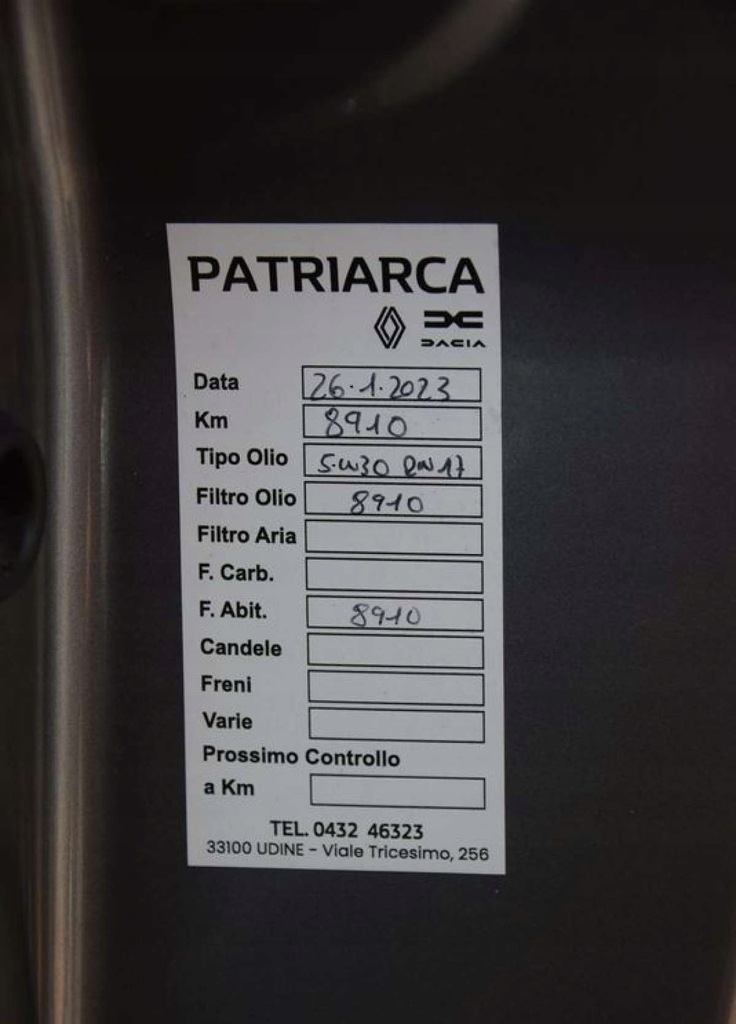 PATRIARCA
DACIA
Data 26.1.2023
Km 8910
Tipo Olio 5W30 RN17
Filtro Olio 8910
Filtro Aria
F. Carb.
F. Abit. 8910
Candele
Freni
Varie
Prossimo Controllo
a Km
TEL. 0432 46323
33100 UDINE - Viale Tricesimo, 256